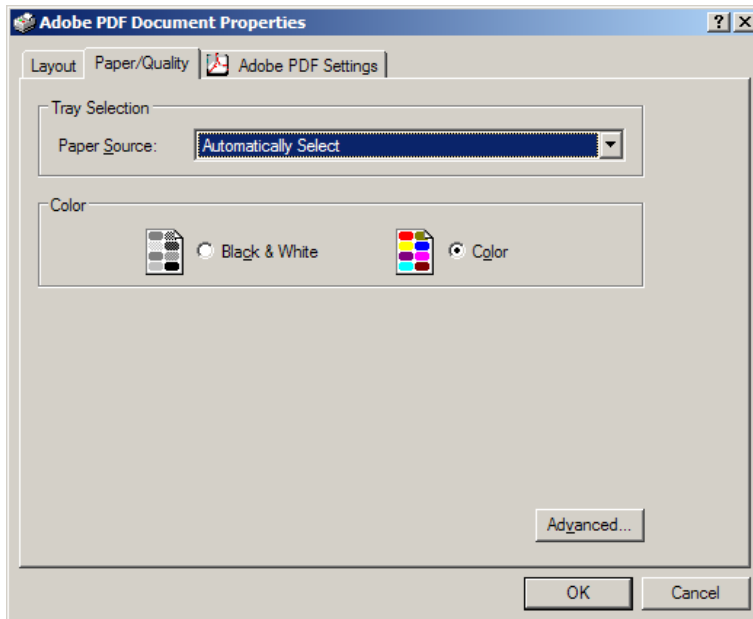 Adobe PDF Document Properties
Layout Paper/Quality Adobe PDF Settings
Tray Selection
Paper Source: Automatically Select
Color
Black & White Color
Advanced...
OK Cancel